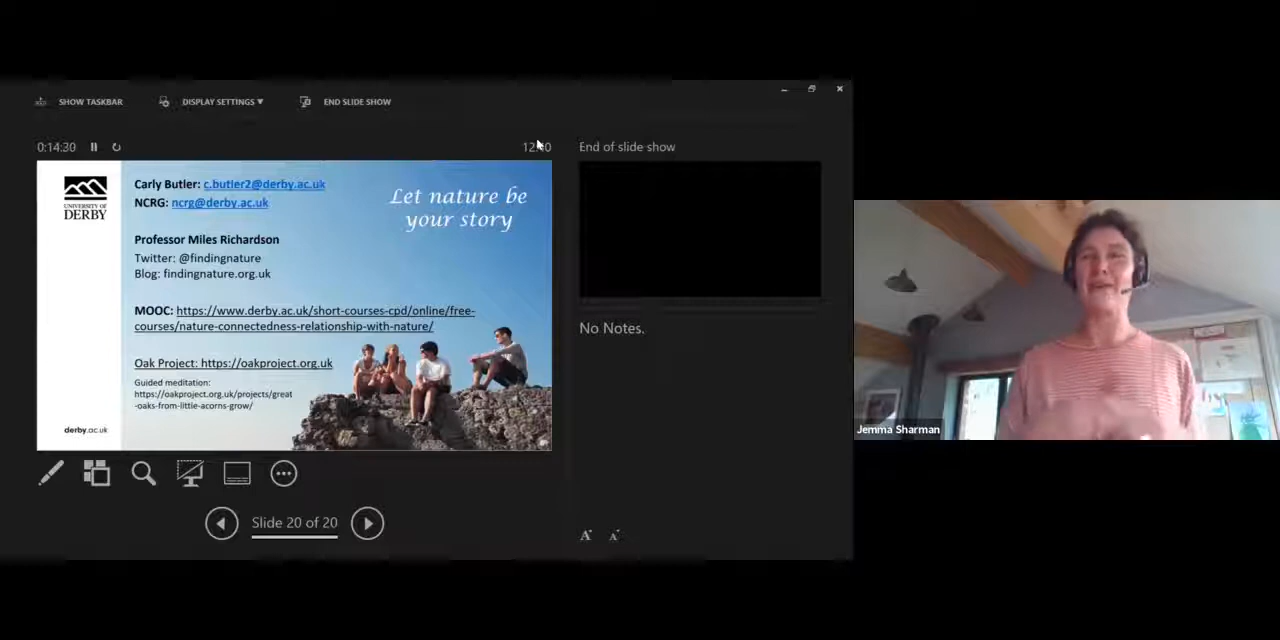 SHOW TASKBAR
DISPLAY SETTINGS ▼
END SLIDE SHOW
0:14:30
End of slide show
UNIVERSITY OF
DERBY
Carly Butler: c.butler2@derby.ac.uk
NCRG: ncrg@derby.ac.uk
Let nature be
your story
Professor Miles Richardson
Twitter: @findingnature
Blog: findingnature.org.uk
MOOC: https://www.derby.ac.uk/short-courses-cpd/online/free-
courses/nature-connectedness-relationship-with-nature/
Oak Project: https://oakproject.org.uk
Guided meditation:
https://oakproject.org.uk/projects/great
-oaks-from-little-acorns-grow/
derby.ac.uk
No Notes.
Slide 20 of 20
A
A
Jemma Sharman